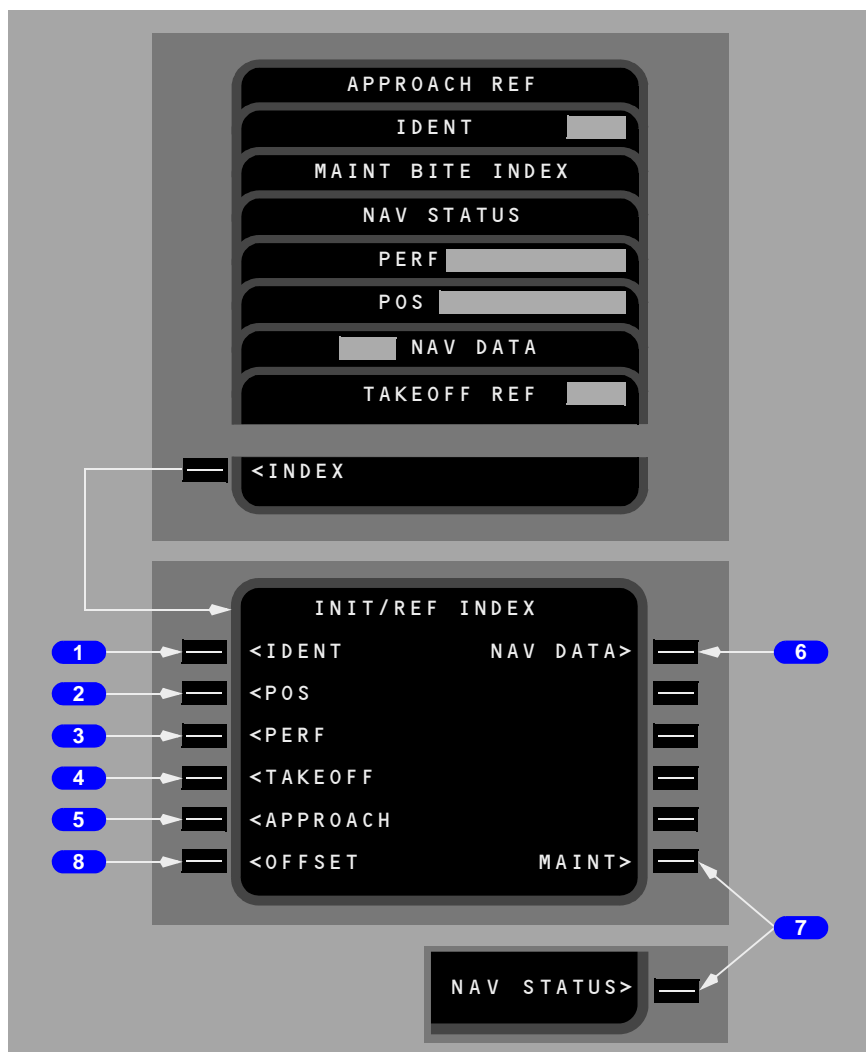 APPROACH REF
IDENT
MAINT BITE INDEX
NAV STATUS
PERF
POS
NAV DATA
TAKEOFF REF
<INDEX
INIT/REF INDEX
1 <IDENT NAV DATA> 6
2 <POS
3 <PERF
4 <TAKEOFF
5 <APPROACH
8 <OFFSET MAINT>
7
NAV STATUS>